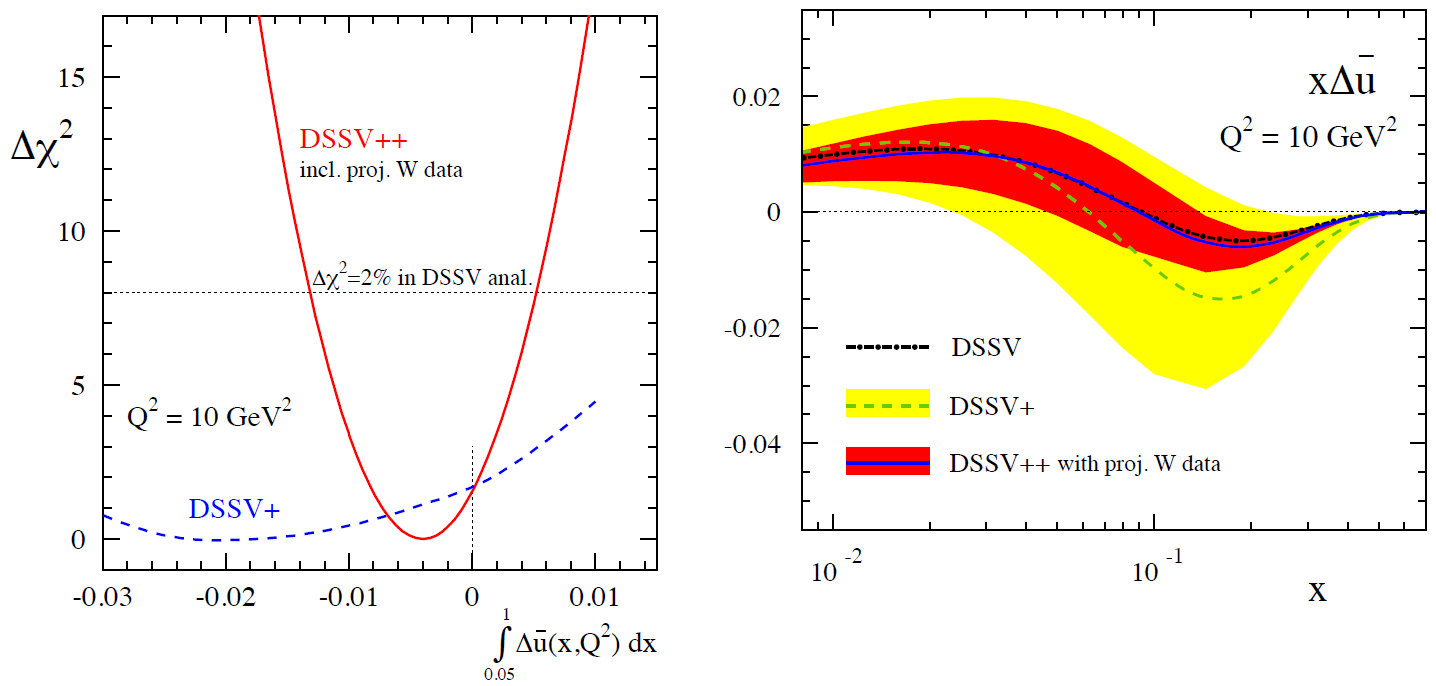 15
Δχ²
DSSV++
incl. proj. W data
10
Δχ²=2% in DSSV anal.
5
Q² = 10 GeV²
DSSV+
0
-0.03 -0.02 -0.01 0 0.01
1
∫Δū(x,Q²) dx
0.05
xΔū
0.02
Q² = 10 GeV²
0
-0.02
DSSV
DSSV+
-0.04
DSSV++ with proj. W data
10⁻² 10⁻¹
x